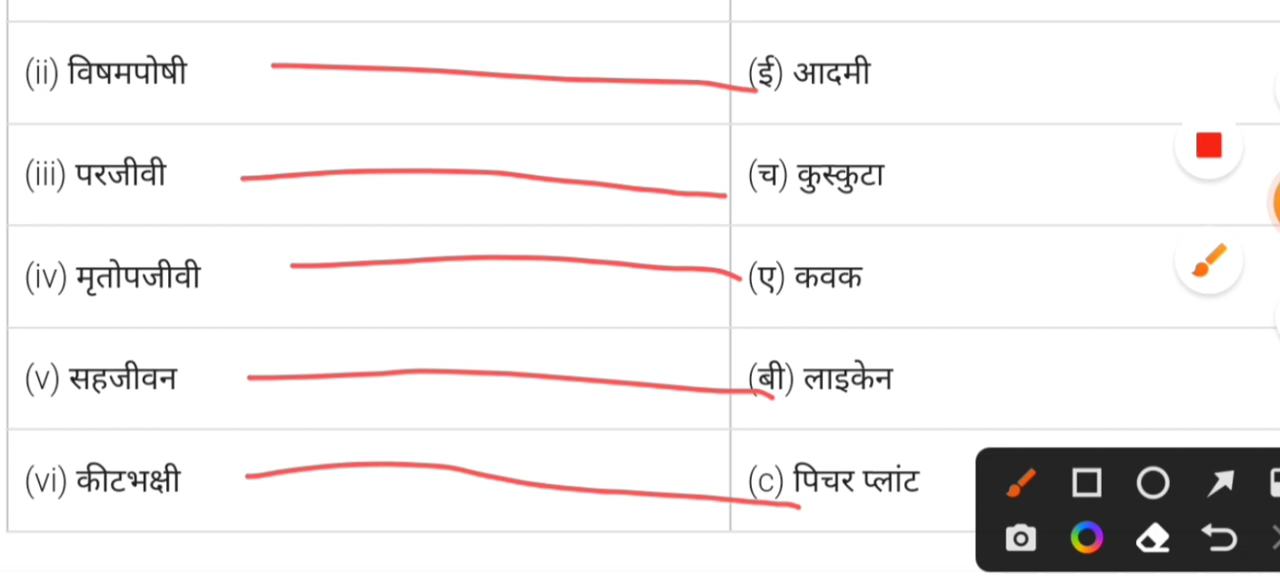 (ii) विषमपोषी (ई) आदमी
(iii) परजीवी (च) कुस्कुटा
(iv) मृतोपजीवी (ए) कवक
(v) सहजीवन (बी) लाइकेन
(vi) कीटभक्षी (c) पिचर प्लांट